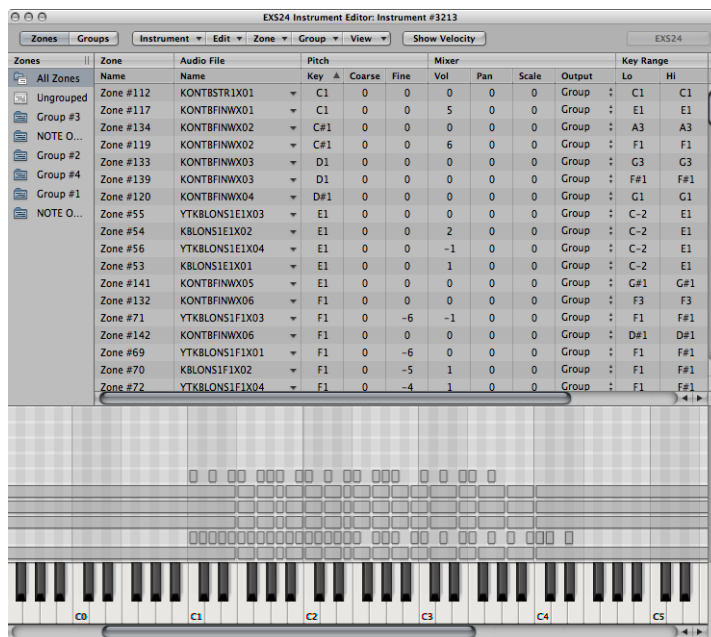 EXS24 Instrument Editor: Instrument #3213
Zones Groups Instrument Edit Zone Group View Show Velocity EXS24
Zones Zone Audio File Pitch Mixer Key Range
All Zones Name Name Key Coarse Fine Vol Pan Scale Output Lo Hi
Ungrouped Zone #112 KONTBSTR1X01 C1 0 0 0 0 0 Group C1 C1
Group #3 Zone #117 KONTBFINWX01 C1 0 0 5 0 0 Group E1 E1
NOTE O... Zone #134 KONTBFINWX02 C#1 0 0 0 0 0 Group A3 A3
Group #2 Zone #119 KONTBFINWX02 C#1 0 0 6 0 0 Group F1 F1
Group #4 Zone #133 KONTBFINWX03 D1 0 0 0 0 0 Group G3 G3
Group #1 Zone #139 KONTBFINWX03 D1 0 0 0 0 0 Group F#1 F#1
NOTE O... Zone #120 KONTBFINWX04 D#1 0 0 0 0 0 Group G1 G1
Zone #55 YTKBLONS1E1X03 E1 0 0 0 0 0 Group C-2 E1
Zone #54 KBLONS1E1X02 E1 0 0 2 0 0 Group C-2 E1
Zone #56 YTKBLONS1E1X04 E1 0 0 -1 0 0 Group C-2 E1
Zone #53 KBLONS1E1X01 E1 0 0 1 0 0 Group C-2 E1
Zone #141 KONTBFINWX05 E1 0 0 0 0 0 Group G#1 G#1
Zone #132 KONTBFINWX06 F1 0 0 0 0 0 Group F3 F3
Zone #71 YTKBLONS1F1X03 F1 0 -6 -1 0 0 Group F1 F#1
Zone #142 KONTBFINWX06 F1 0 0 0 0 0 Group D#1 D#1
Zone #69 YTKBLONS1F1X01 F1 0 -6 0 0 0 Group F1 F#1
Zone #70 KBLONS1F1X02 F1 0 -5 1 0 0 Group F1 F#1
Zone #72 YTKBLONS1F1X04 F1 0 -4 1 0 0 Group F1 F#1
C0 C1 C2 C3 C4 C5